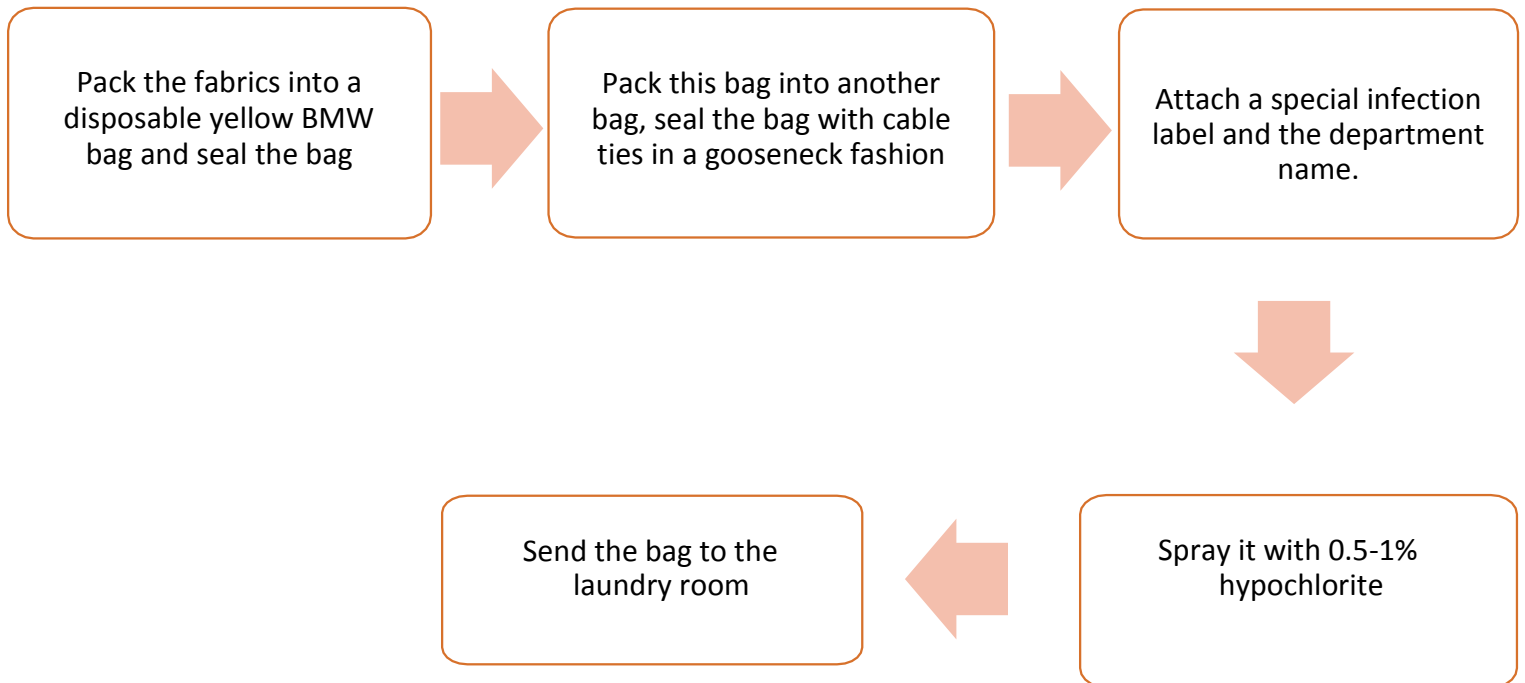 Pack the fabrics into a
disposable yellow BMW
bag and seal the bag
Pack this bag into another
bag, seal the bag with cable
ties in a gooseneck fashion
Attach a special infection
label and the department
name.
Spray it with 0.5-1%
hypochlorite
Send the bag to the
laundry room